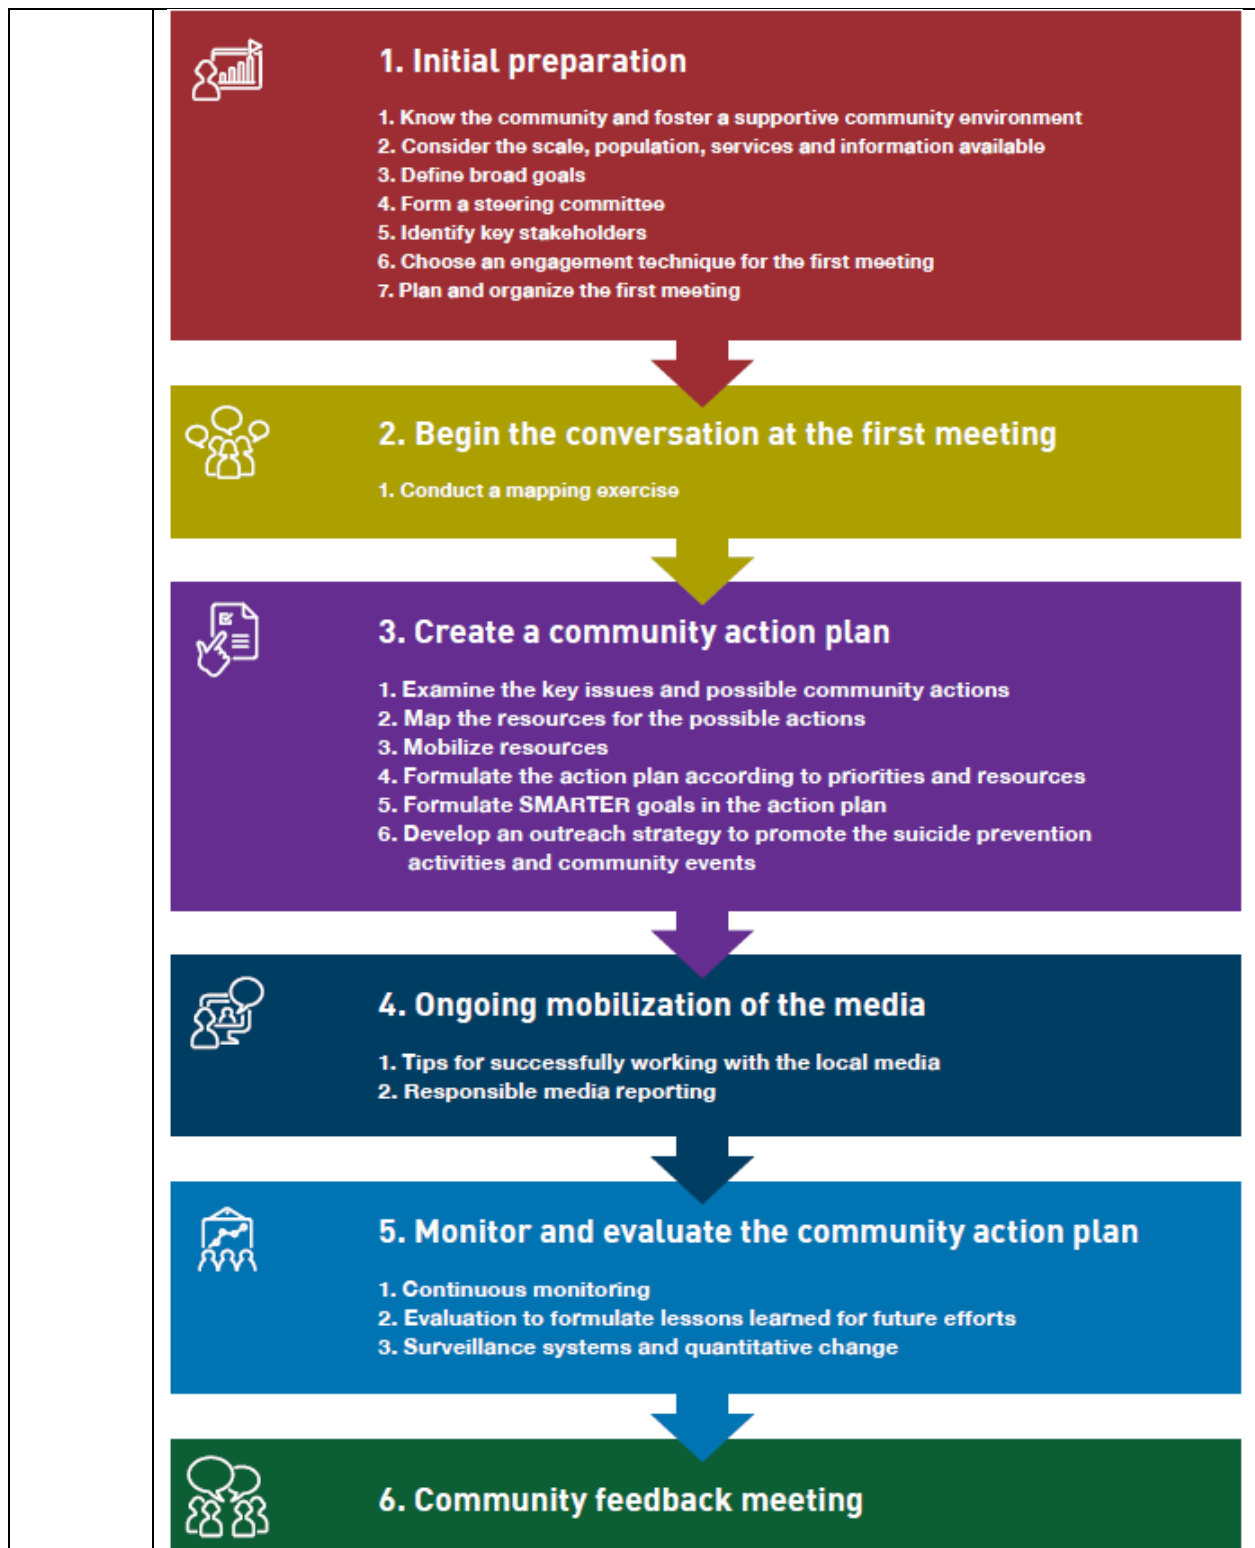 1. Initial preparation
1. Know the community and foster a supportive community environment
2. Consider the scale, population, services and information available
3. Define broad goals
4. Form a steering committee
5. Identify key stakeholders
6. Choose an engagement technique for the first meeting
7. Plan and organize the first meeting
2. Begin the conversation at the first meeting
1. Conduct a mapping exercise
3. Create a community action plan
1. Examine the key issues and possible community actions
2. Map the resources for the possible actions
3. Mobilize resources
4. Formulate the action plan according to priorities and resources
5. Formulate SMARTER goals in the action plan
6. Develop an outreach strategy to promote the suicide prevention
activities and community events
4. Ongoing mobilization of the media
1. Tips for successfully working with the local media
2. Responsible media reporting
5. Monitor and evaluate the community action plan
1. Continuous monitoring
2. Evaluation to formulate lessons learned for future efforts
3. Surveillance systems and quantitative change
6. Community feedback meeting